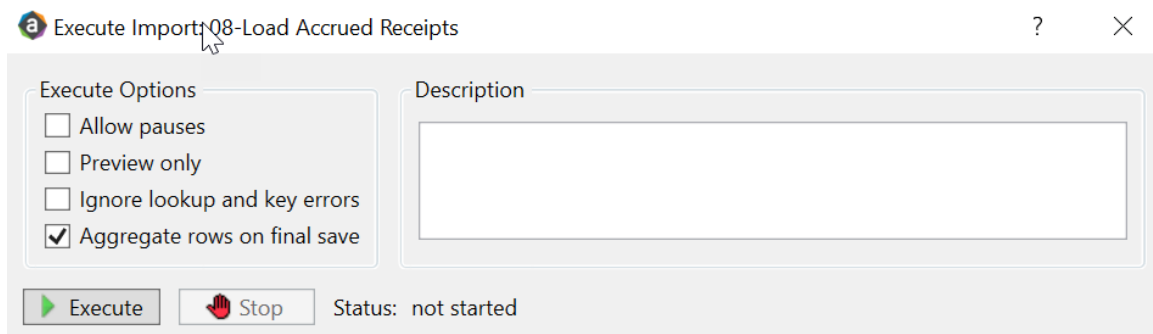 Execute Import: 08-Load Accrued Receipts ?
Execute Options
Allow pauses
Preview only
Ignore lookup and key errors
Aggregate rows on final save
Description
Execute Stop Status: not started